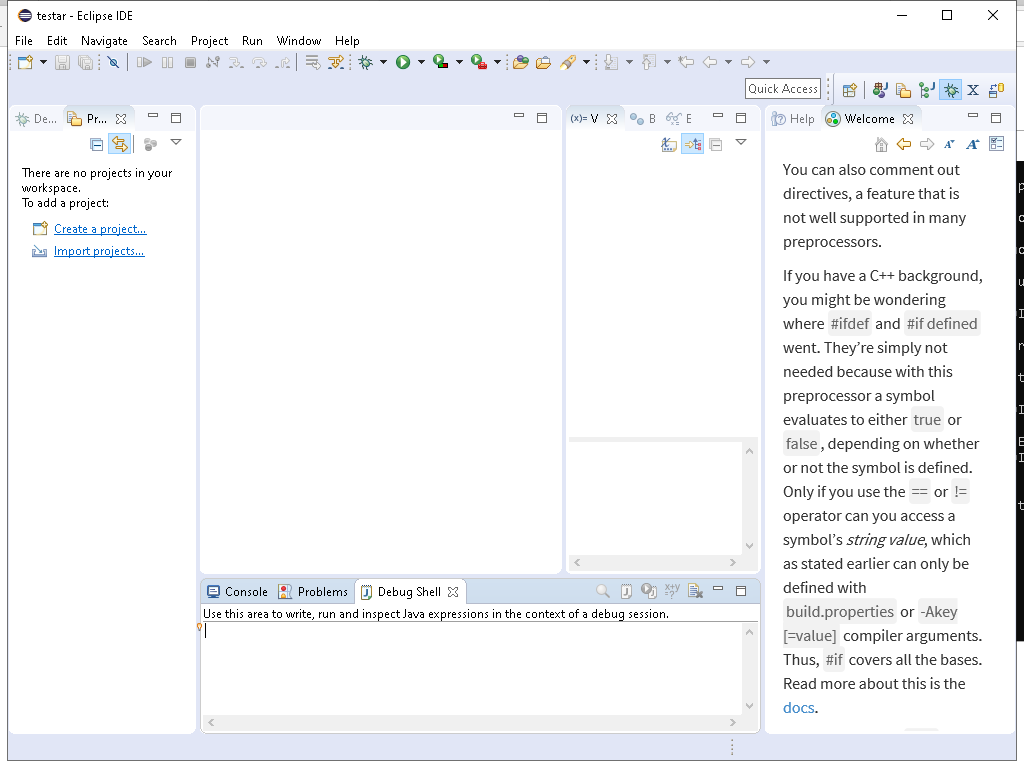 testar - Eclipse IDE
File Edit Navigate Search Project Run Window Help
Quick Access
De...
Pr...
There are no projects in your
workspace.
To add a project:
Create a project...
Import projects...
(x)= V
B
E
Help
Welcome
You can also comment out
directives, a feature that is
not well supported in many
preprocessors.
If you have a C++ background,
you might be wondering
where #ifdef and #if defined
went. They’re simply not
needed because with this
preprocessor a symbol
evaluates to either true or
false , depending on whether
or not the symbol is defined.
Only if you use the == or !=
operator can you access a
symbol’s string value, which
as stated earlier can only be
defined with
build.properties or -Akey
[=value] compiler arguments.
Thus, #if covers all the bases.
Read more about this is the
docs.
Console
Problems
Debug Shell
Use this area to write, run and inspect Java expressions in the context of a debug session.